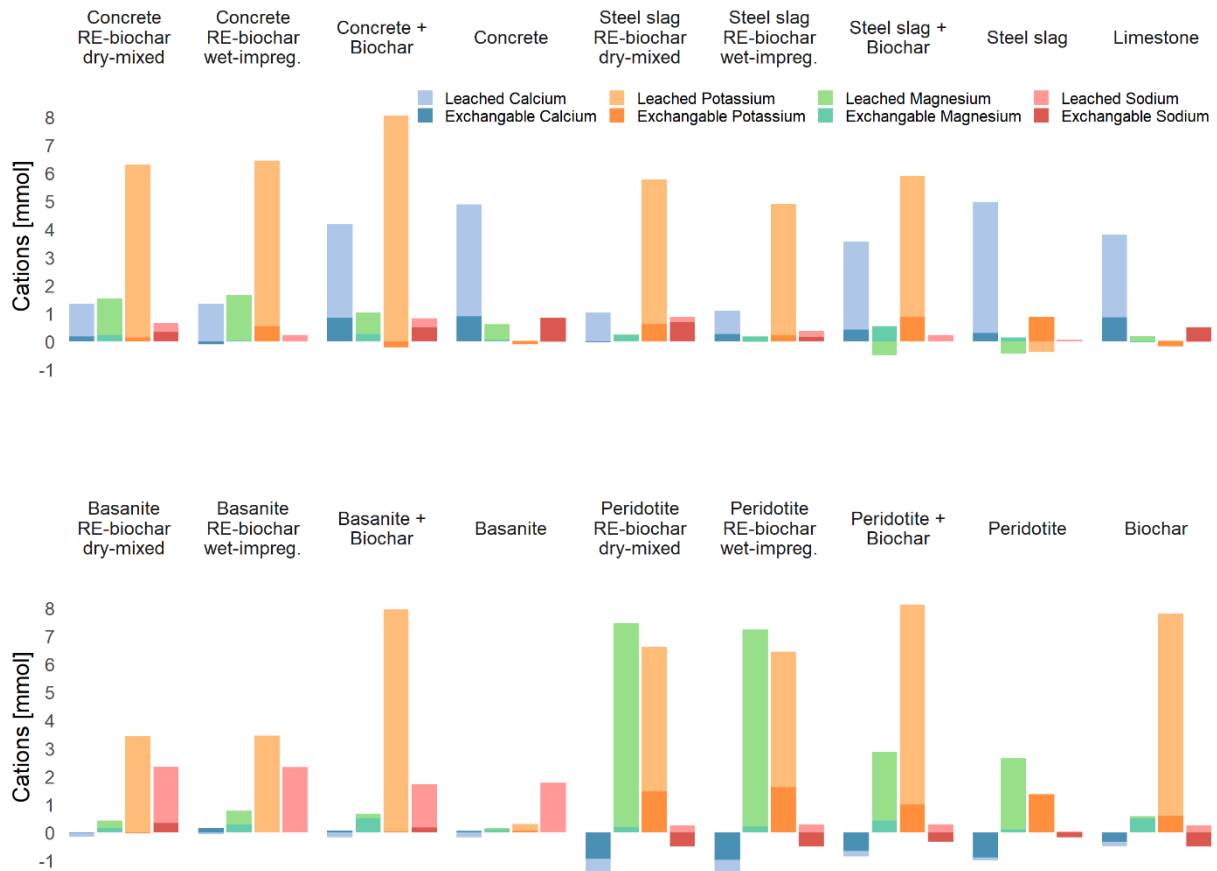 Concrete
RE-biochar
dry-mixed
Concrete
RE-biochar
wet-impreg.
Concrete +
Biochar
Concrete
Steel slag
RE-biochar
dry-mixed
Steel slag
RE-biochar
wet-impreg.
Steel slag +
Biochar
Steel slag
Limestone
Leached Calcium
Exchangable Calcium
Leached Potassium
Exchangable Potassium
Leached Magnesium
Exchangable Magnesium
Leached Sodium
Exchangable Sodium
Cations [mmol]
8
7
6
5
4
3
2
1
0
-1
Basanite
RE-biochar
dry-mixed
Basanite
RE-biochar
wet-impreg.
Basanite +
Biochar
Basanite
Peridotite
RE-biochar
dry-mixed
Peridotite
RE-biochar
wet-impreg.
Peridotite +
Biochar
Peridotite
Biochar
Cations [mmol]
8
7
6
5
4
3
2
1
0
-1